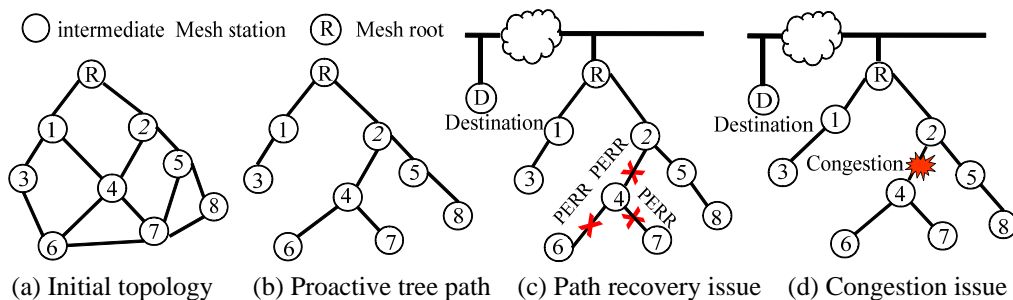 intermediate Mesh station
R Mesh root
R
1
2
3
4
5
6
7
8
(a) Initial topology
R
1
2
3
4
5
6
7
8
(b) Proactive tree path
D
Destination
R
1
2
3
4
5
6
7
8
PERR
PERR
PERR
(c) Path recovery issue
D
Destination
R
1
2
Congestion
3
4
5
6
7
8
(d) Congestion issue